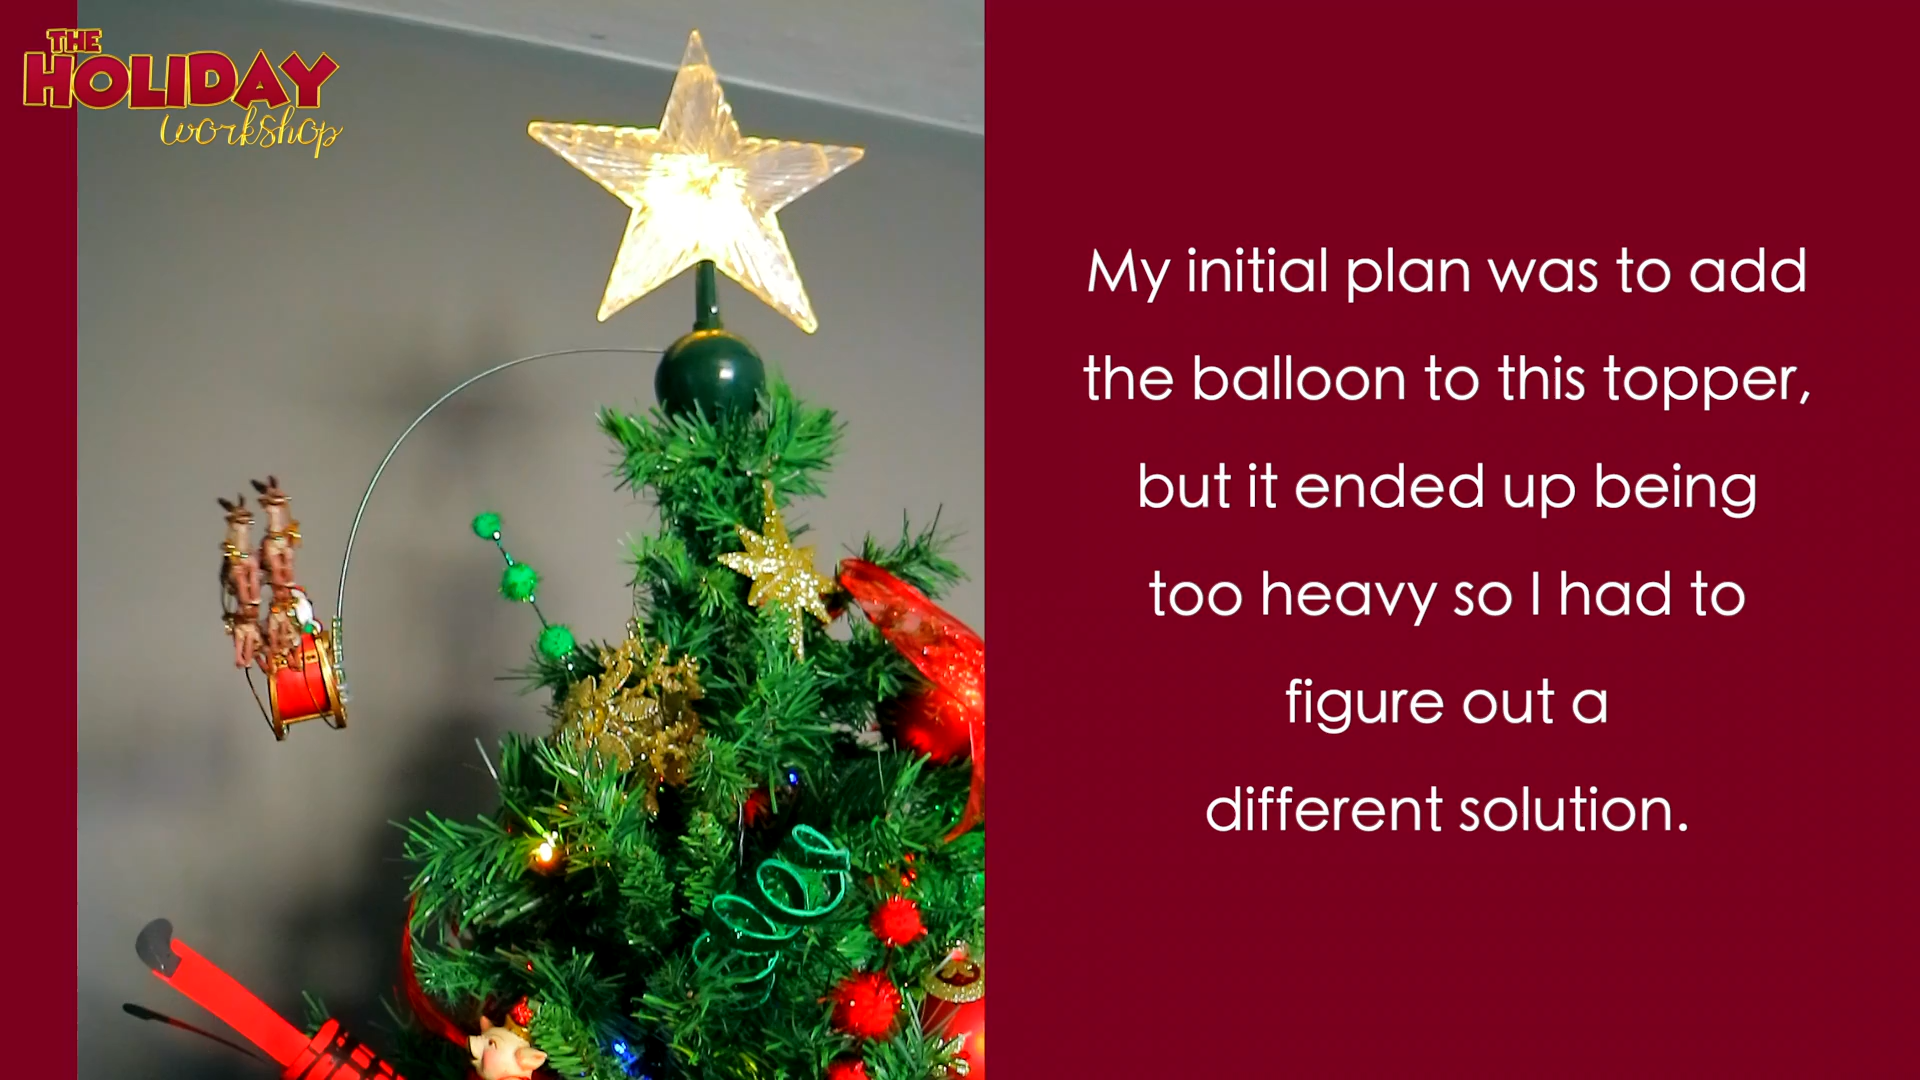 THE
HOLIDAY
workshop
My initial plan was to add
the balloon to this topper,
but it ended up being
too heavy so I had to
figure out a
different solution.